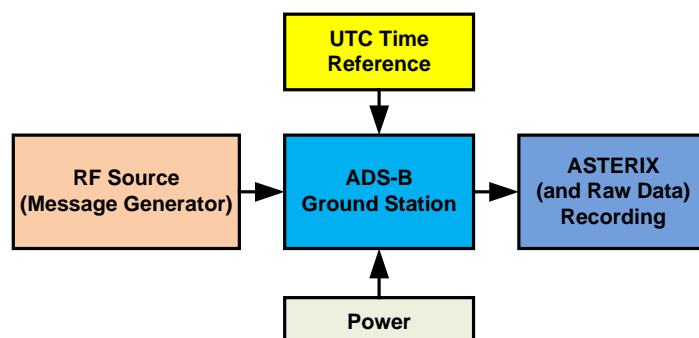 UTC Time
Reference
RF Source
(Message Generator)
ADS-B
Ground Station
ASTERIX
(and Raw Data)
Recording
Power